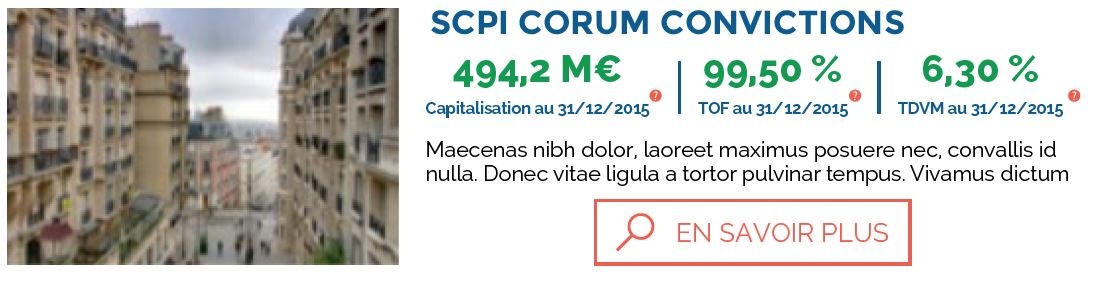 SCPI CORUM CONVICTIONS
494,2 M€ 99,50 % 6,30 %
Capitalisation au 31/12/2015 ? TOF au 31/12/2015 ? TDVM au 31/12/2015 ?
Maecenas nibh dolor, laoreet maximus posuere nec, convallis id
nulla. Donec vitae ligula a tortor pulvinar tempus. Vivamus dictum
EN SAVOIR PLUS